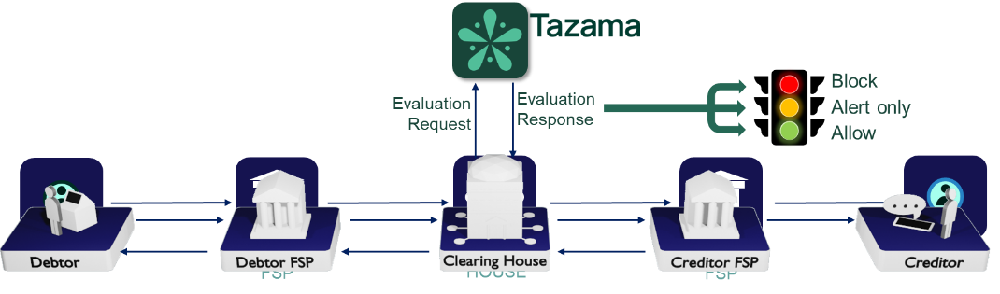 Tazama
Evaluation
Request
Evaluation
Response
Block
Alert only
Allow
Debtor
Debtor FSP
FSP
Clearing House
HOUSE
Creditor FSP
FSP
Creditor